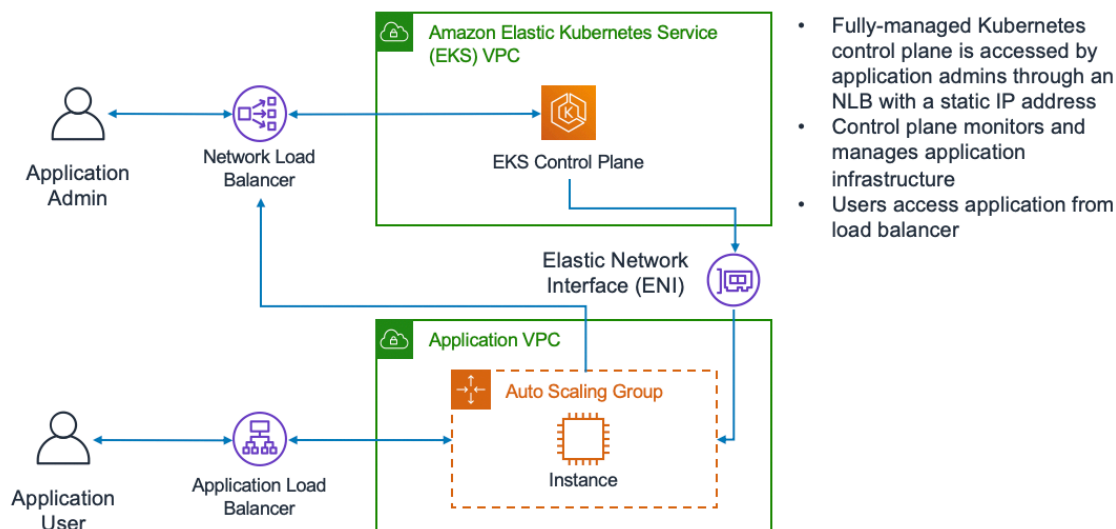 Amazon Elastic Kubernetes Service
(EKS) VPC
Application
Admin
Network Load
Balancer
EKS Control Plane
Elastic Network
Interface (ENI)
Application VPC
Auto Scaling Group
Instance
Application
User
Application Load
Balancer
• Fully-managed Kubernetes
control plane is accessed by
application admins through an
NLB with a static IP address
• Control plane monitors and
manages application
infrastructure
• Users access application from
load balancer
K